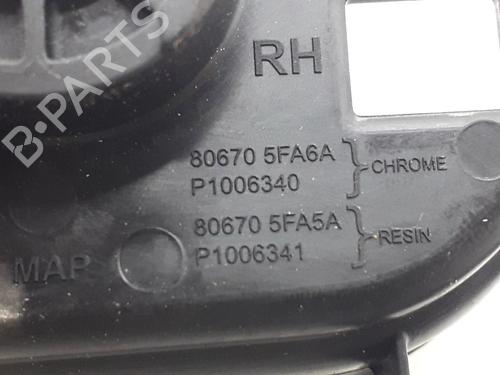 RH
80670 5FA6A
P1006340
CHROME
80670 5FA5A
P1006341
RESIN
MAP
B-PARTS